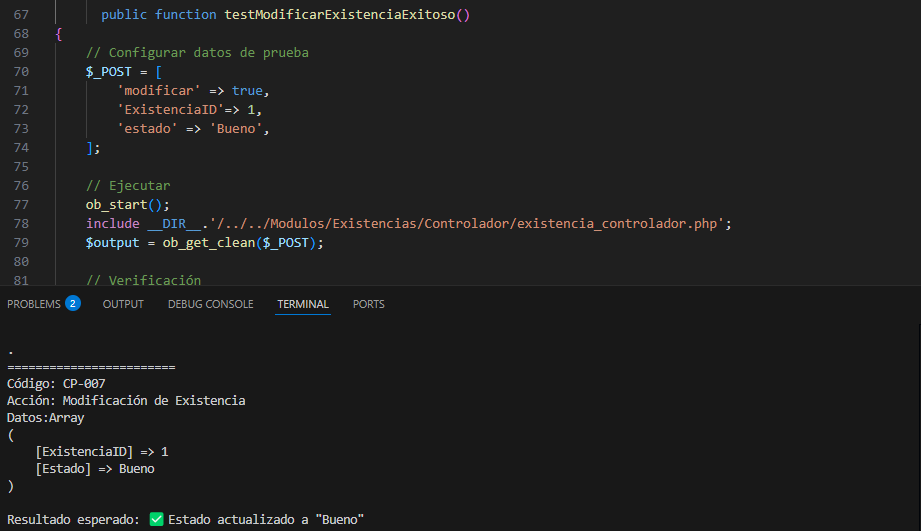 67 public function testModificarExistenciaExitoso()
68 {
69 // Configurar datos de prueba
70 $_POST = [
71 'modificar' => true,
72 'ExistenciaID'=> 1,
73 'estado' => 'Bueno',
74 ];
75
76 // Ejecutar
77 ob_start();
78 include __DIR__.'/../../Modulos/Existencias/Controlador/existencia_controlador.php';
79 $output = ob_get_clean($_POST);
80
81 // Verificación
PROBLEMS 2 OUTPUT DEBUG CONSOLE TERMINAL PORTS
.
========================
Código: CP-007
Acción: Modificación de Existencia
Datos:Array
(
[ExistenciaID] => 1
[Estado] => Bueno
)
Resultado esperado: ✅ Estado actualizado a "Bueno"